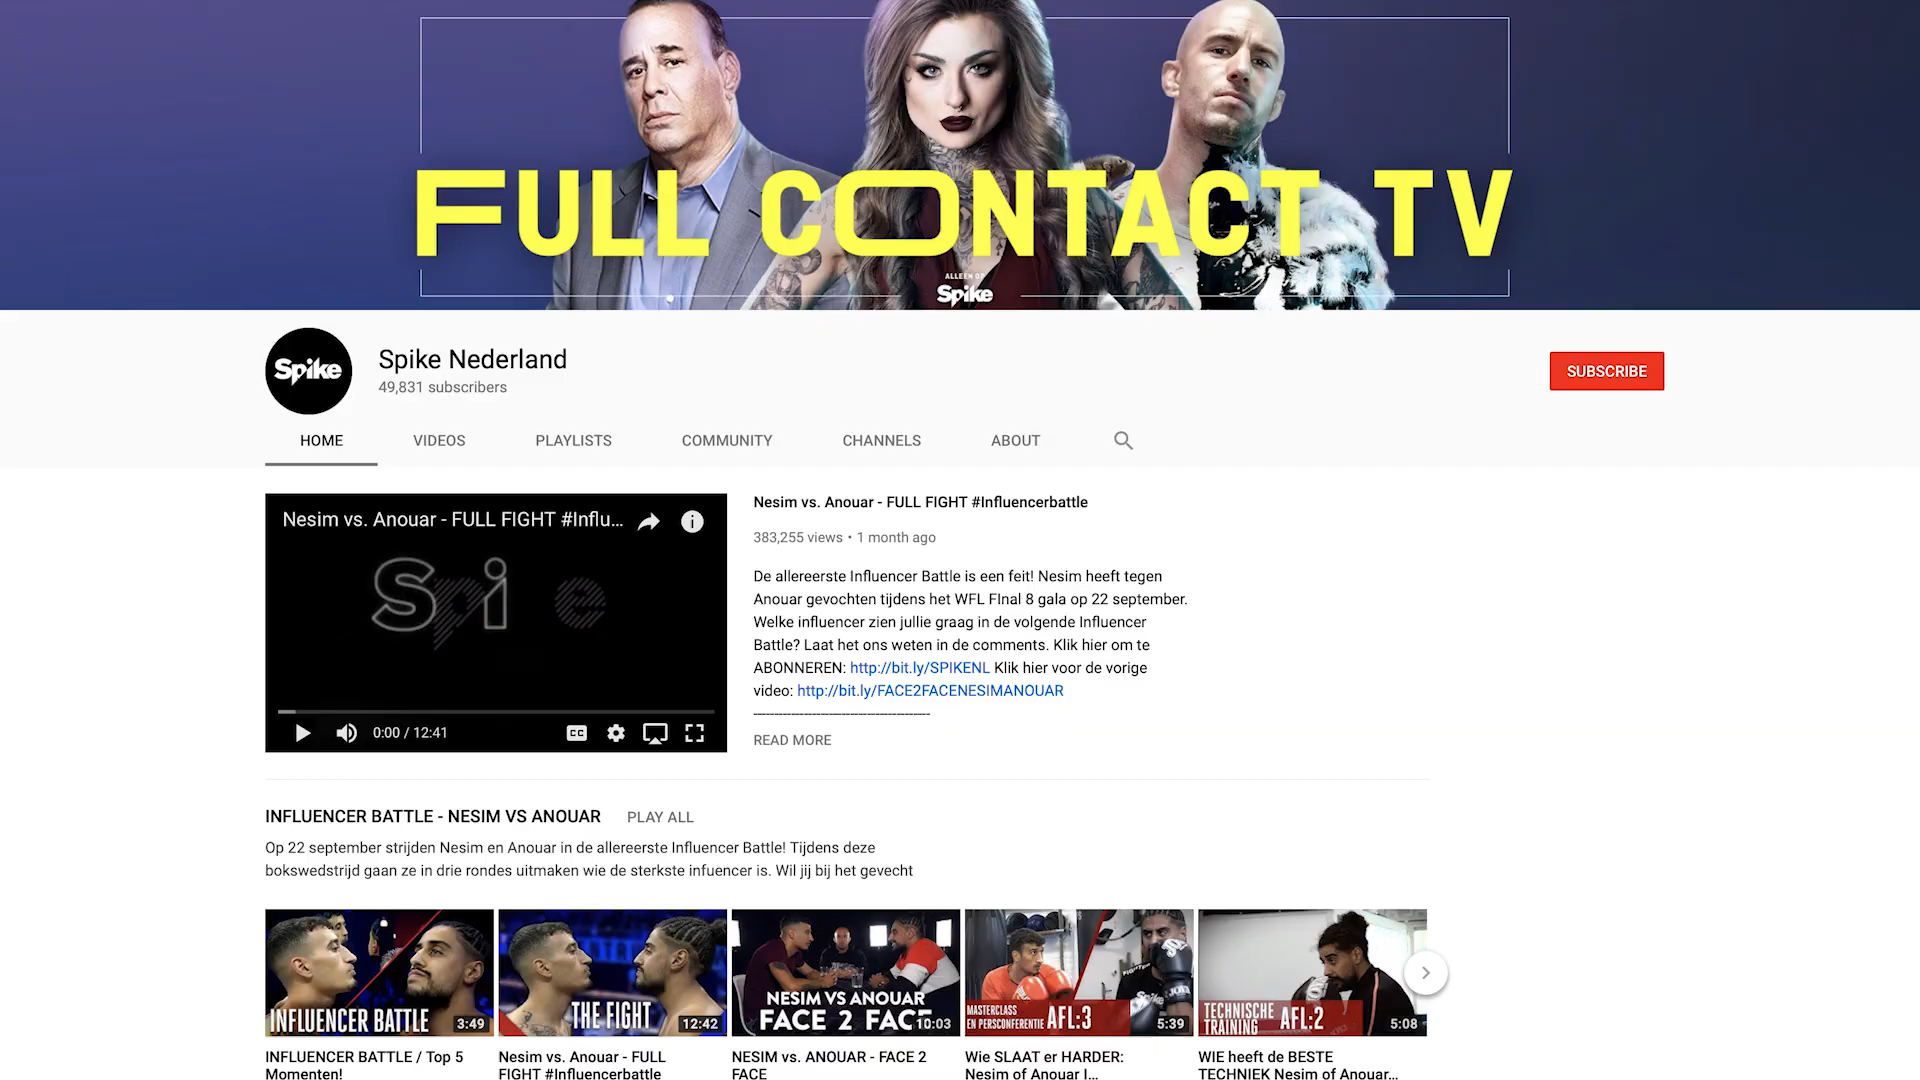 FULL CONTACT TV
ALLEEN OP
Spike
Spike
Spike Nederland
49,831 subscribers
SUBSCRIBE
HOME VIDEOS PLAYLISTS COMMUNITY CHANNELS ABOUT
Nesim vs. Anouar - FULL FIGHT #Influ...
Spi e
0:00 / 12:41
CC
Nesim vs. Anouar - FULL FIGHT #Influencerbattle
383,255 views • 1 month ago
De allereerste Influencer Battle is een feit! Nesim heeft tegen
Anouar gevochten tijdens het WFL FInal 8 gala op 22 september.
Welke influencer zien jullie graag in de volgende Influencer
Battle? Laat het ons weten in de comments. Klik hier om te
ABONNEREN: http://bit.ly/SPIKENL Klik hier voor de vorige
video: http://bit.ly/FACE2FACENESIMANOUAR
----------------------------------------
READ MORE
INFLUENCER BATTLE - NESIM VS ANOUAR PLAY ALL
Op 22 september strijden Nesim en Anouar in de allereerste Influencer Battle! Tijdens deze
bokswedstrijd gaan ze in drie rondes uitmaken wie de sterkste infuencer is. Wil jij bij het gevecht
INFLUENCER BATTLE
3:49
INFLUENCER BATTLE / Top 5
Momenten!
THE FIGHT
12:42
Nesim vs. Anouar - FULL
FIGHT #Influencerbattle
NESIM VS ANOUAR
FACE 2 FAC
10:03
NESIM vs. ANOUAR - FACE 2
FACE
MASTERCLASS
EN PERSCONFERENTIE AFL:3
Spike
5:39
Wie SLAAT er HARDER:
Nesim of Anouar I...
TECHNISCHE
TRAINING AFL:2
5:08
WIE heeft de BESTE
TECHNIEK Nesim of Anouar...